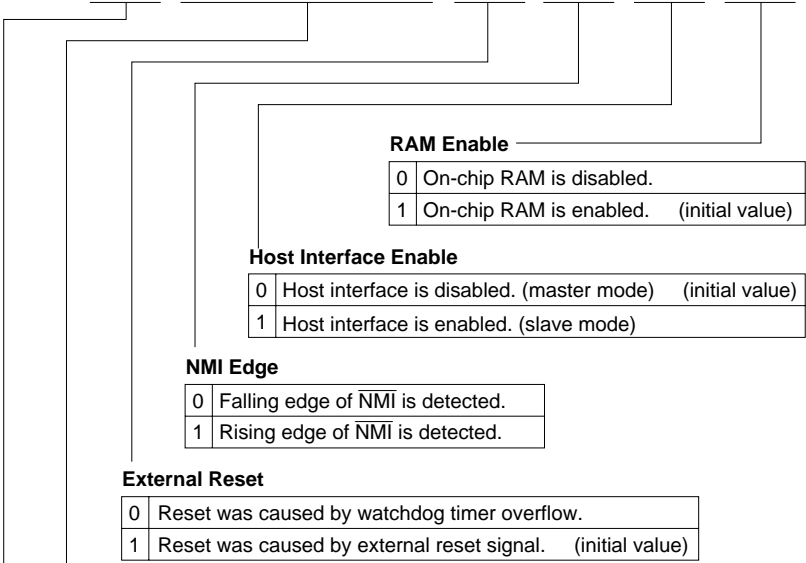 RAM Enable
0 On-chip RAM is disabled.
1 On-chip RAM is enabled. (initial value)
Host Interface Enable
0 Host interface is disabled. (master mode) (initial value)
1 Host interface is enabled. (slave mode)
NMI Edge
0 Falling edge of N̅M̅I̅ is detected.
1 Rising edge of N̅M̅I̅ is detected.
External Reset
0 Reset was caused by watchdog timer overflow.
1 Reset was caused by external reset signal. (initial value)